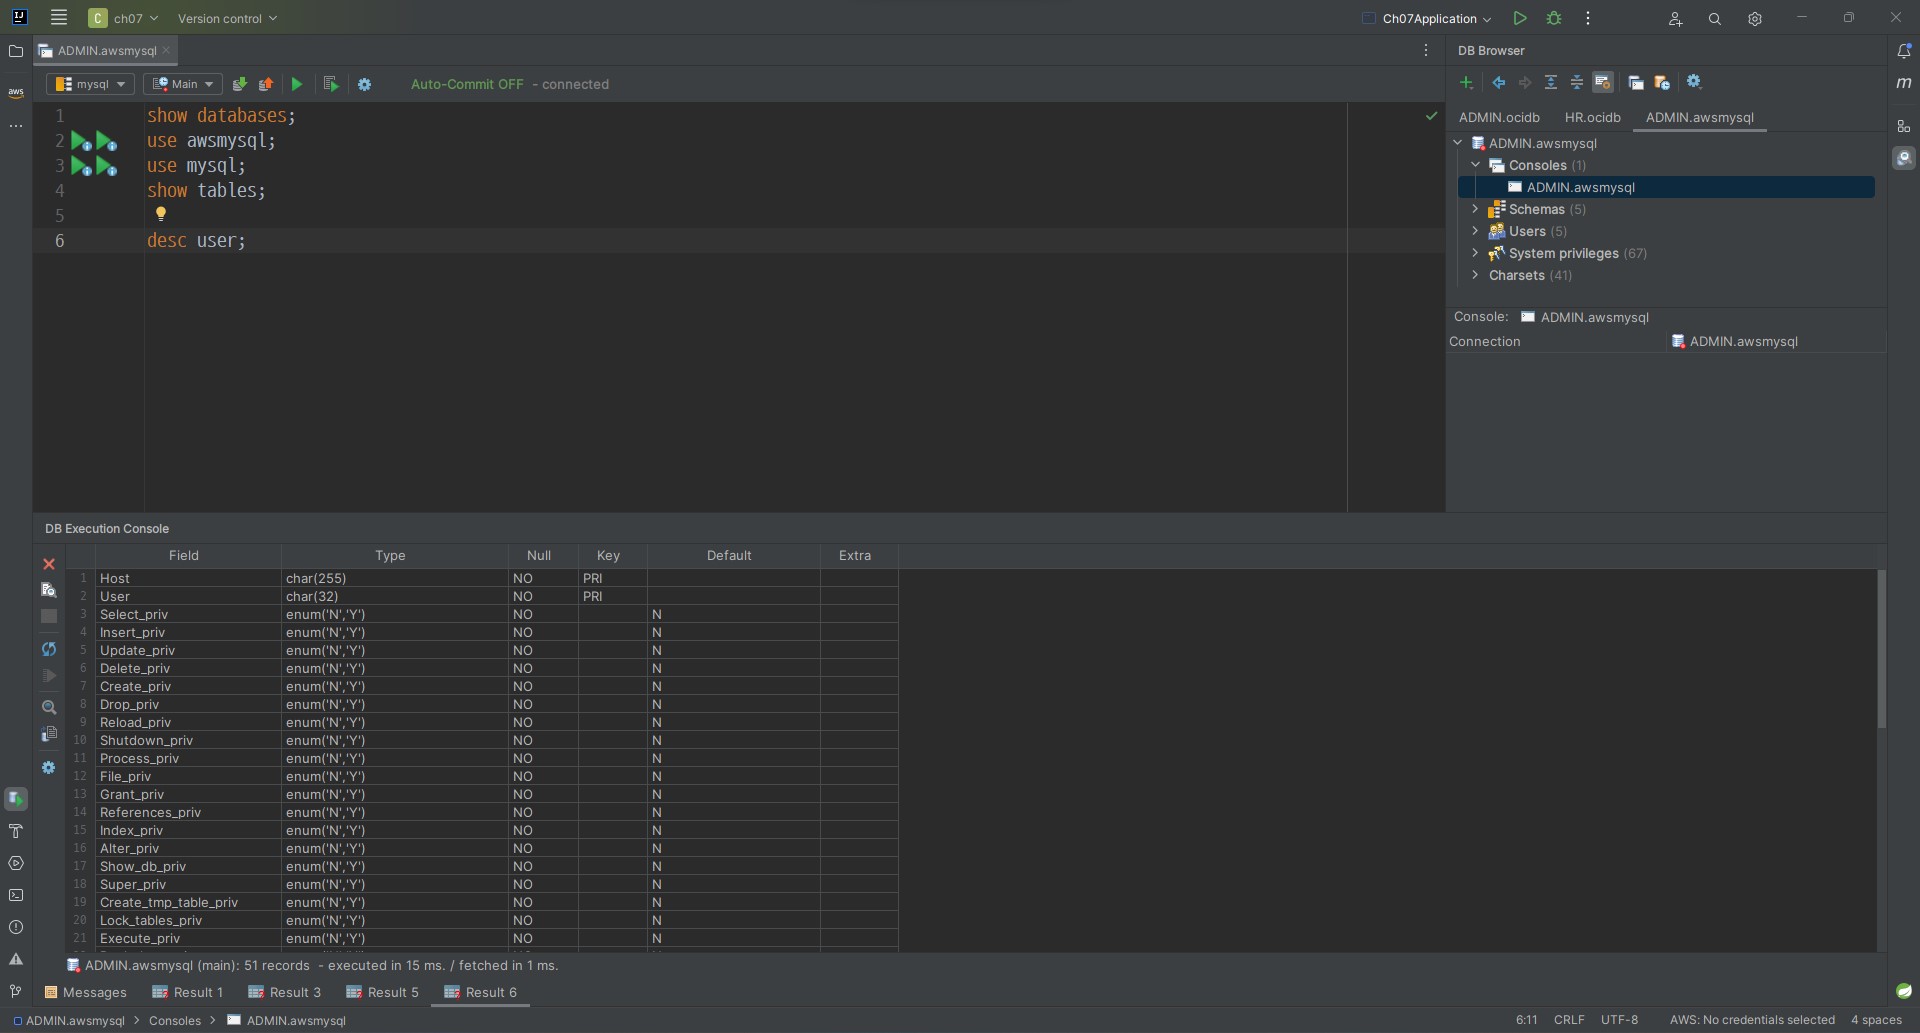 IJ C ch07 Version control Ch07Application
ADMIN.awsmysql
DB Browser
mysql Main Auto-Commit OFF - connected
aws
m
1 show databases;
2 use awsmysql;
3 use mysql;
4 show tables;
5
6 desc user;
ADMIN.ocidb HR.ocidb ADMIN.awsmysql
ADMIN.awsmysql
Consoles (1)
ADMIN.awsmysql
Schemas (5)
Users (5)
System privileges (67)
Charsets (41)
Console: ADMIN.awsmysql
Connection ADMIN.awsmysql
DB Execution Console
Field Type Null Key Default Extra
1 Host char(255) NO PRI
2 User char(32) NO PRI
3 Select_priv enum('N','Y') NO N
4 Insert_priv enum('N','Y') NO N
5 Update_priv enum('N','Y') NO N
6 Delete_priv enum('N','Y') NO N
7 Create_priv enum('N','Y') NO N
8 Drop_priv enum('N','Y') NO N
9 Reload_priv enum('N','Y') NO N
10 Shutdown_priv enum('N','Y') NO N
11 Process_priv enum('N','Y') NO N
12 File_priv enum('N','Y') NO N
13 Grant_priv enum('N','Y') NO N
14 References_priv enum('N','Y') NO N
15 Index_priv enum('N','Y') NO N
16 Alter_priv enum('N','Y') NO N
17 Show_db_priv enum('N','Y') NO N
18 Super_priv enum('N','Y') NO N
19 Create_tmp_table_priv enum('N','Y') NO N
20 Lock_tables_priv enum('N','Y') NO N
21 Execute_priv enum('N','Y') NO N
ADMIN.awsmysql (main): 51 records - executed in 15 ms. / fetched in 1 ms.
Messages Result 1 Result 3 Result 5 Result 6
ADMIN.awsmysql > Consoles > ADMIN.awsmysql 6:11 CRLF UTF-8 AWS: No credentials selected 4 spaces